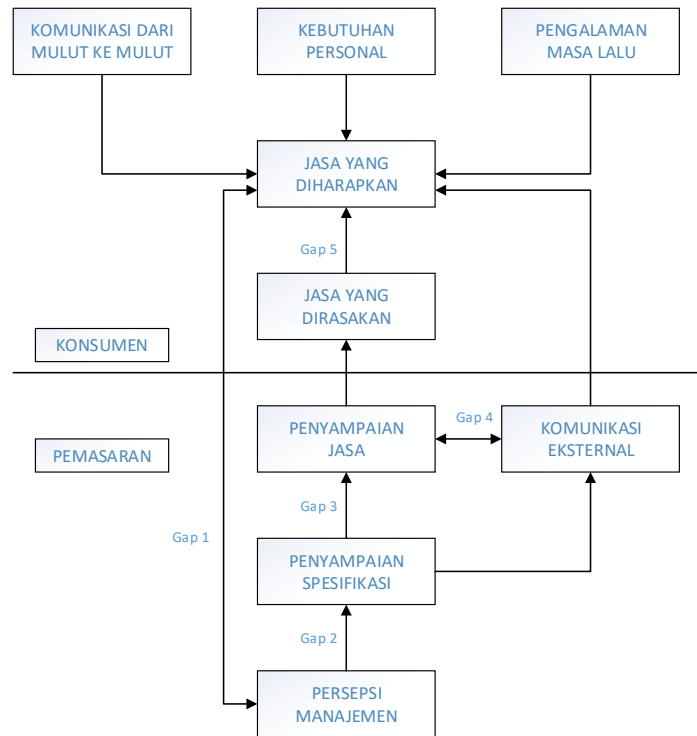 KOMUNIKASI DARI
MULUT KE MULUT
KEBUTUHAN
PERSONAL
PENGALAMAN
MASA LALU
JASA YANG
DIHARAPKAN
Gap 5
JASA YANG
DIRASAKAN
KONSUMEN
PEMASARAN
PENYAMPAIAN
JASA
Gap 4
KOMUNIKASI
EKSTERNAL
Gap 3
Gap 1
PENYAMPAIAN
SPESIFIKASI
Gap 2
PERSEPSI
MANAJEMEN